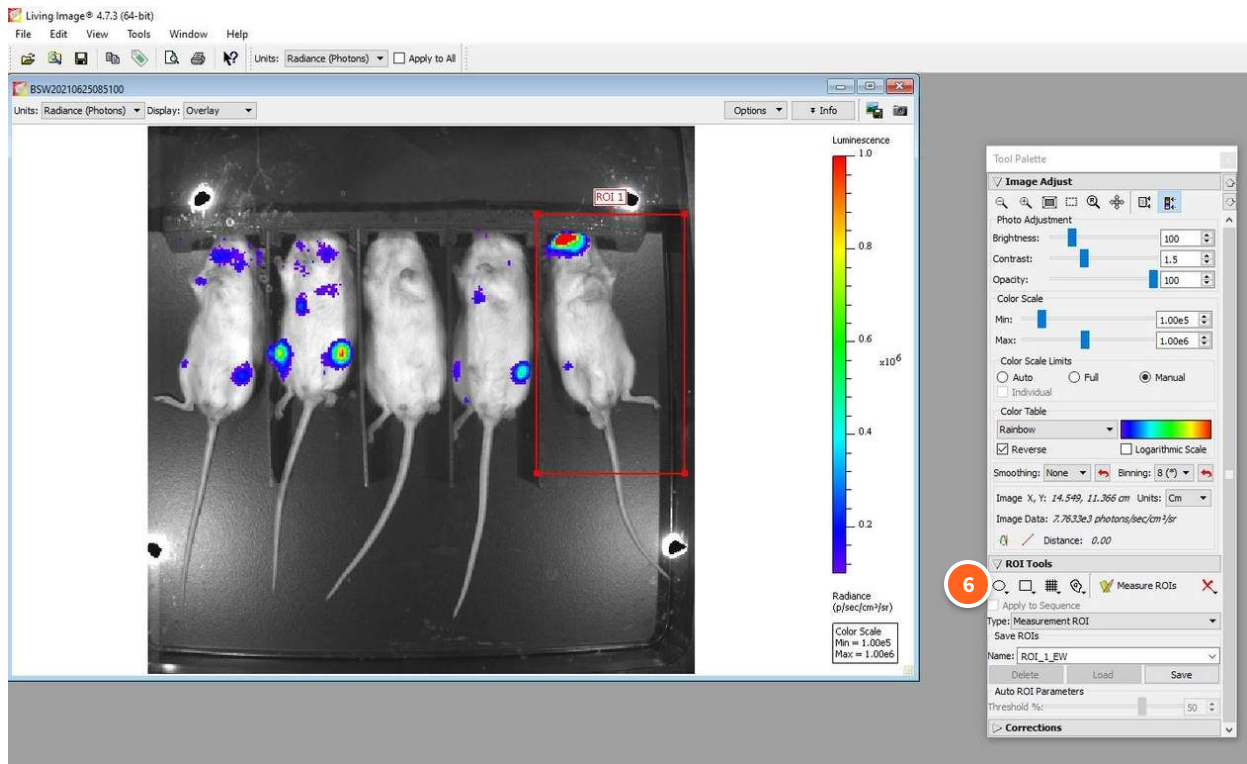 Living Image® 4.7.3 (64-bit)
File Edit View Tools Window Help
Units: Radiance (Photons) Apply to All
BSW20210625085100
Units: Radiance (Photons) Display: Overlay Options Info
Luminescence
1.0
0.8
0.6
x10⁶
0.4
0.2
Radiance
(p/sec/cm²/sr)
Color Scale
Min = 1.00e5
Max = 1.00e6
ROI 1
Tool Palette
Image Adjust
Photo Adjustment
Brightness: 100
Contrast: 1.5
Opacity: 100
Color Scale
Min: 1.00e5
Max: 1.00e6
Color Scale Limits
Auto Full Manual
Individual
Color Table
Rainbow
Reverse Logarithmic Scale
Smoothing: None Binning: 8 (*)
Image X, Y: 14.549, 11.366 cm Units: Cm
Image Data: 7.7633e3 photons/sec/cm²/sr
Distance: 0.00
ROI Tools
6
Measure ROIs
Apply to Sequence
Type: Measurement ROI
Save ROIs
Name: ROI_1_EW
Delete Load Save
Auto ROI Parameters
Threshold %: 50
Corrections